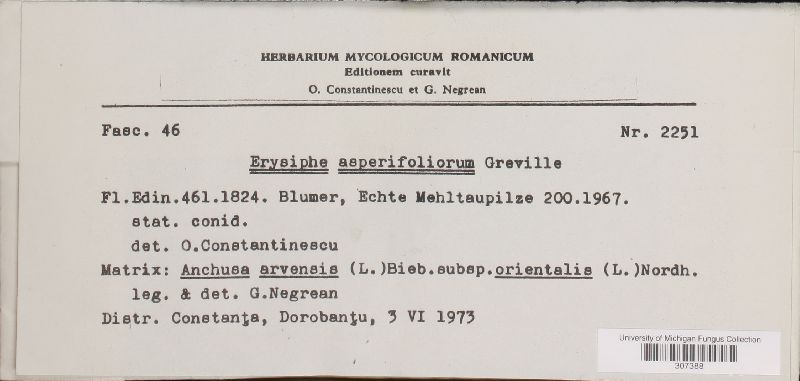 HERBARIUM MYCOLOGICUM ROMANICUM
Editionem curavit
O. Constantinescu et G. Negrean
Fasc. 46 Nr. 2251
Erysiphe asperifoliorum Greville
Fl.Edin.461.1824. Blumer, Echte Mehltaupilze 200.1967.
stat. conid.
det. O.Constantinescu
Matrix: Anchusa arvensis (L.)Bieb.subsp.orientalis (L.)Nordh.
leg. & det. G.Negrean
Distr. Constanţa, Dorobanţu, 3 VI 1973
University of Michigan Fungus Collection
307388